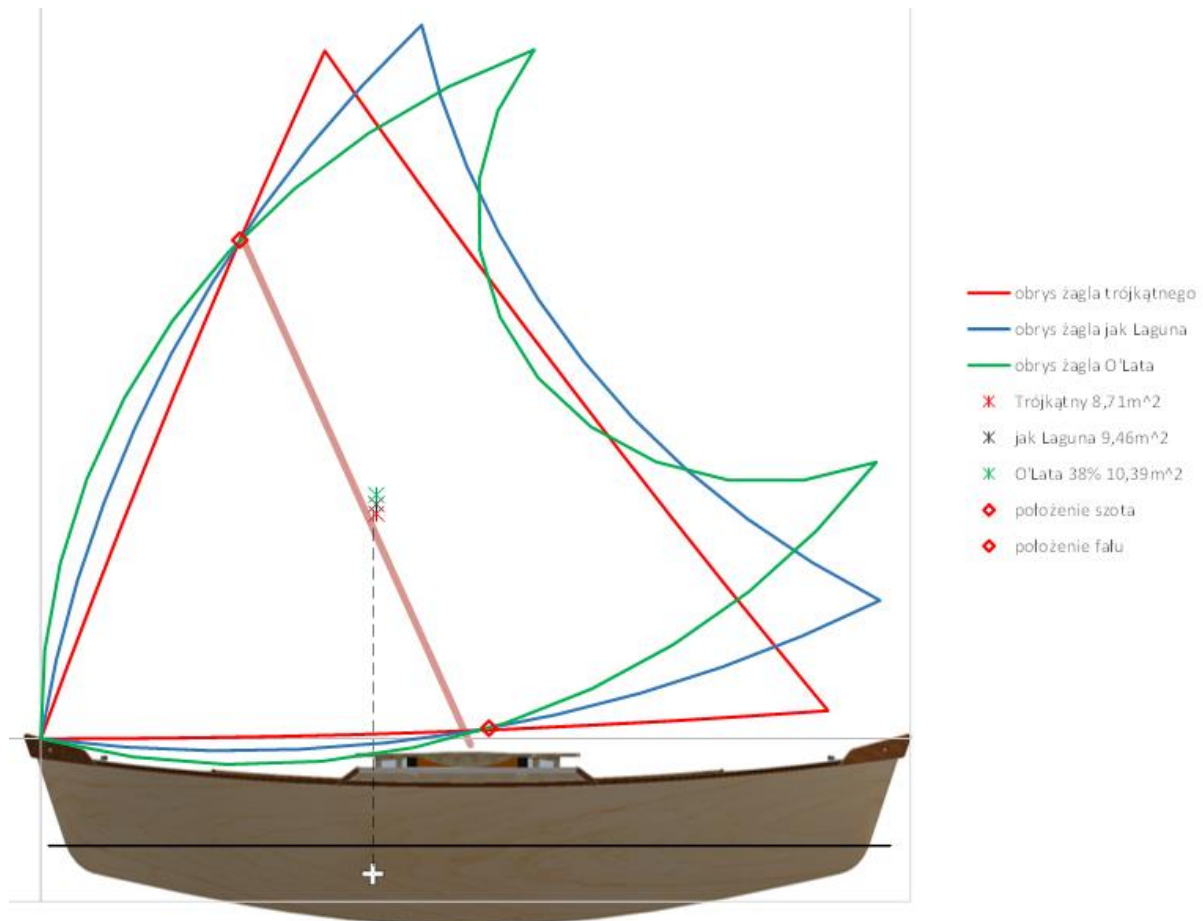 obrys żagla trójkątnego
obrys żagla jak Laguna
obrys żagla O'Lata
Trójkątny 8,71m^2
jak Laguna 9,46m^2
O'Lata 38% 10,39m^2
położenie szota
położenie fału